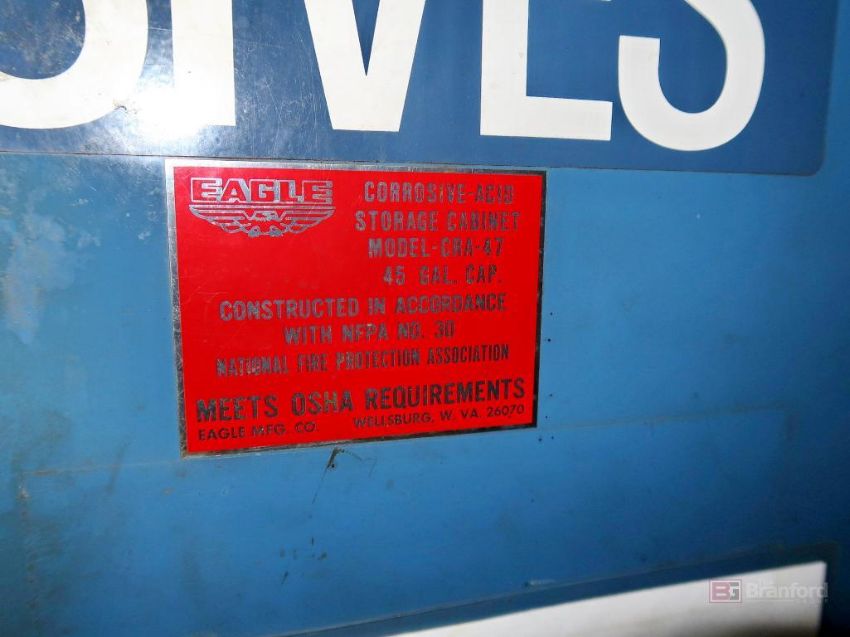 SIVES
EAGLE
CORROSIVE-ACID
STORAGE CABINET
MODEL-CRA-47
45 GAL. CAP.
CONSTRUCTED IN ACCORDANCE
WITH NFPA NO. 30
NATIONAL FIRE PROTECTION ASSOCIATION
MEETS OSHA REQUIREMENTS
EAGLE MFG. CO. WELLSBURG, W. VA. 26070
BG Branford